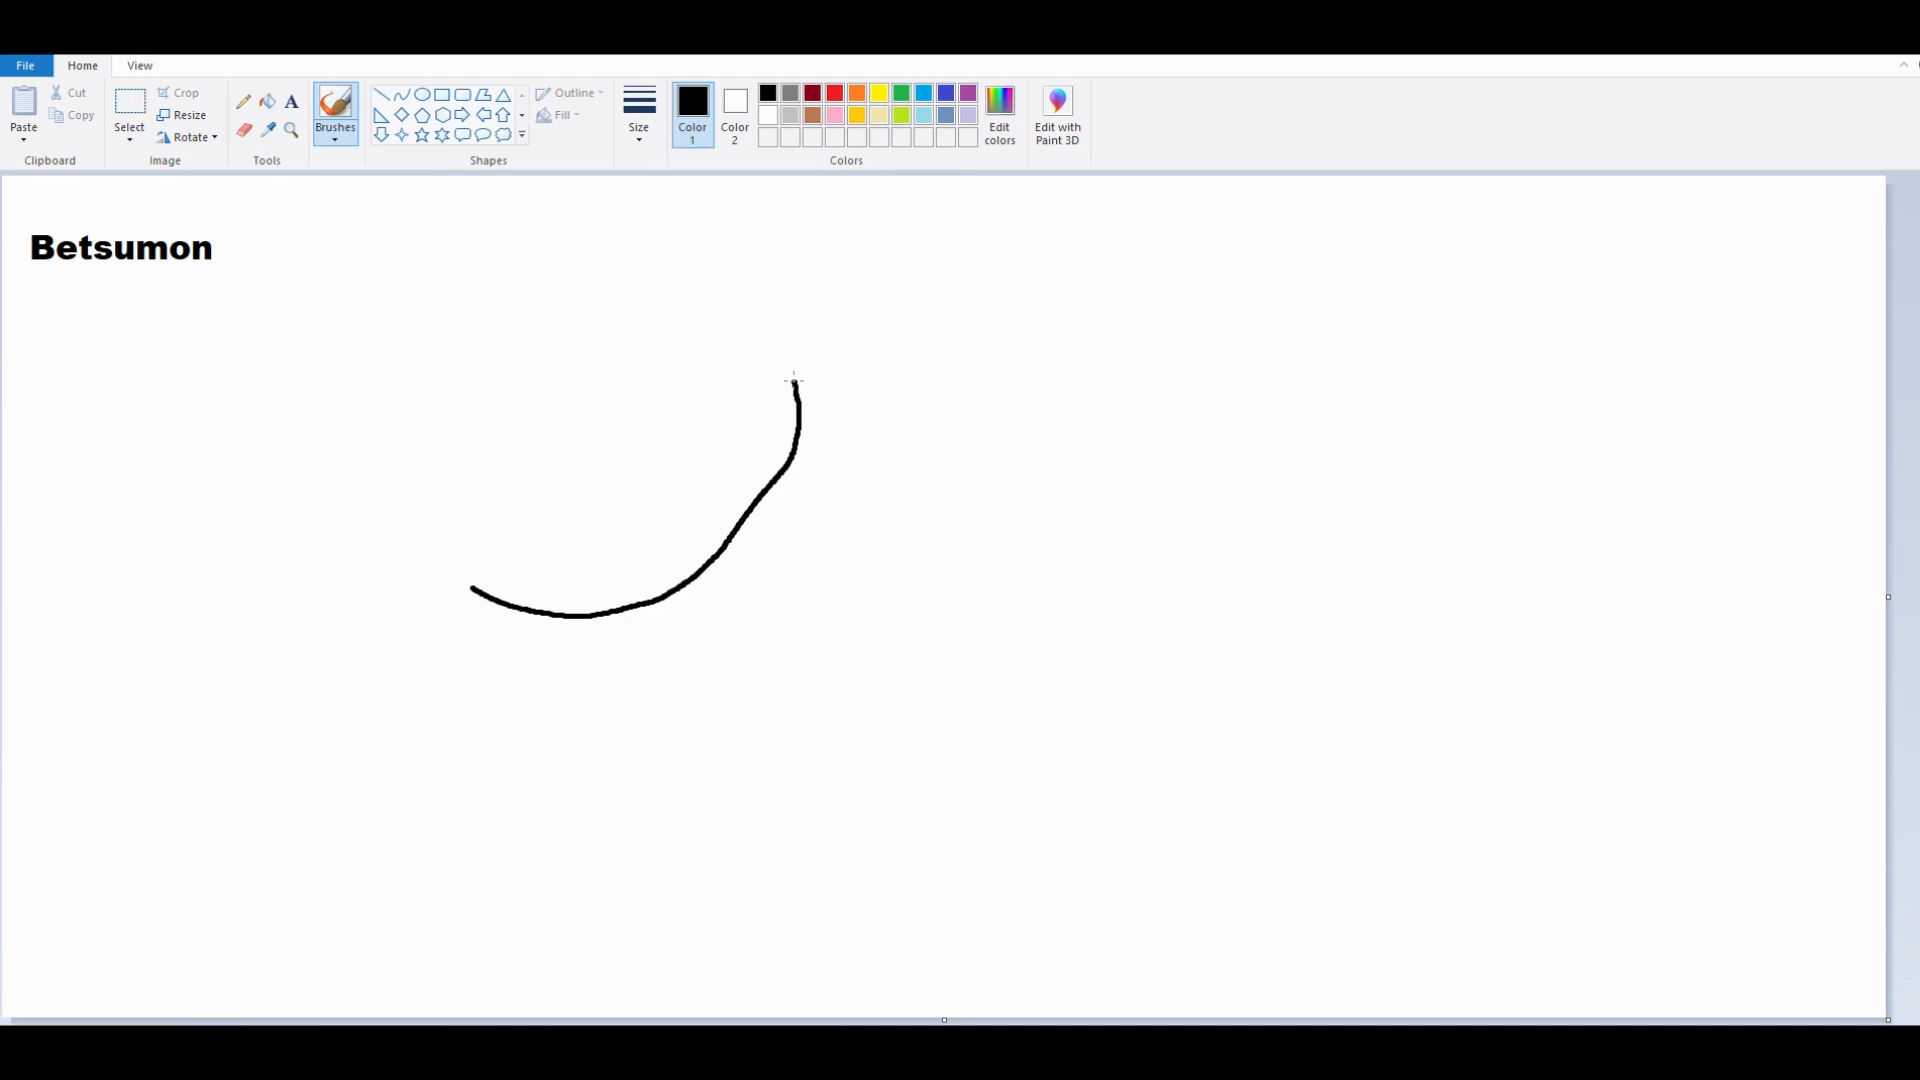 File Home View
Paste
Cut
Copy
Clipboard
Select
Crop
Resize
Rotate
Image
Tools
Brushes
Shapes
Outline
Fill
Size
Color 1
Color 2
Colors
Edit colors
Edit with Paint 3D
Betsumon